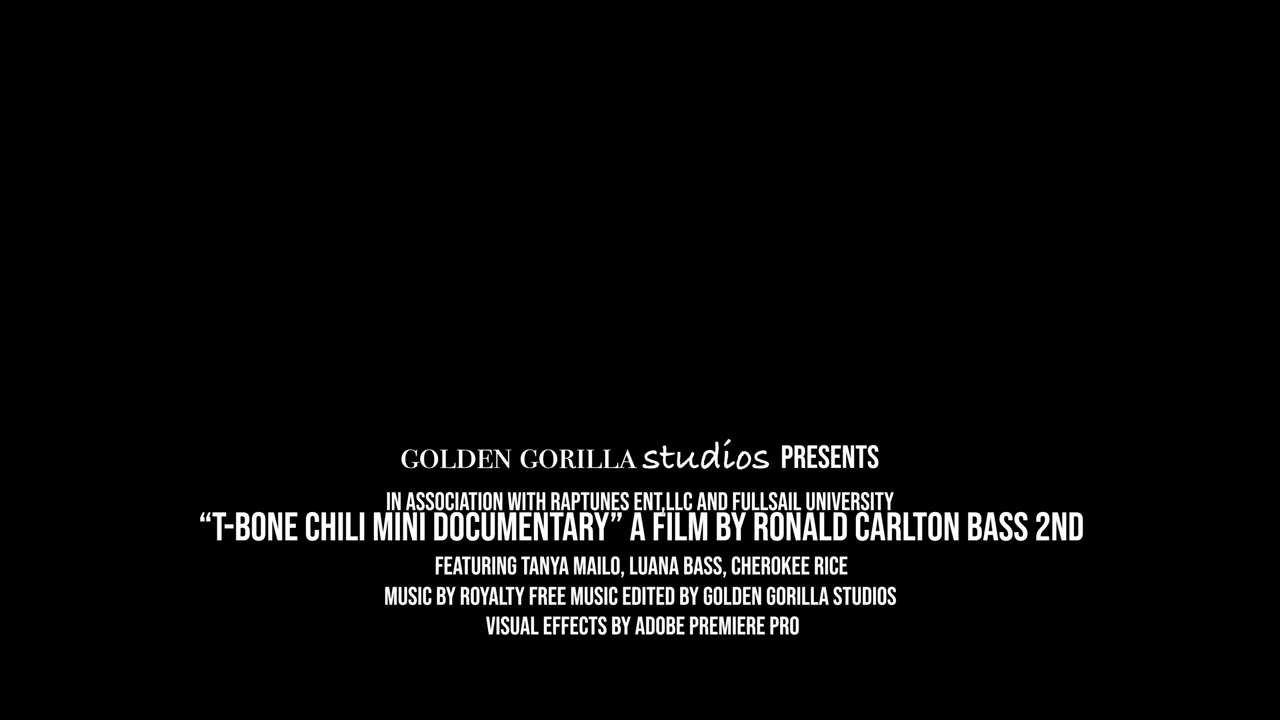 GOLDEN GORILLA studios PRESENTS
IN ASSOCIATION WITH RAPTUNES ENT,LLC AND FULLSAIL UNIVERSITY
“T-BONE CHILI MINI DOCUMENTARY” A FILM BY RONALD CARLTON BASS 2ND
FEATURING TANYA MAILO, LUANA BASS, CHEROKEE RICE
MUSIC BY ROYALTY FREE MUSIC EDITED BY GOLDEN GORILLA STUDIOS
VISUAL EFFECTS BY ADOBE PREMIERE PRO